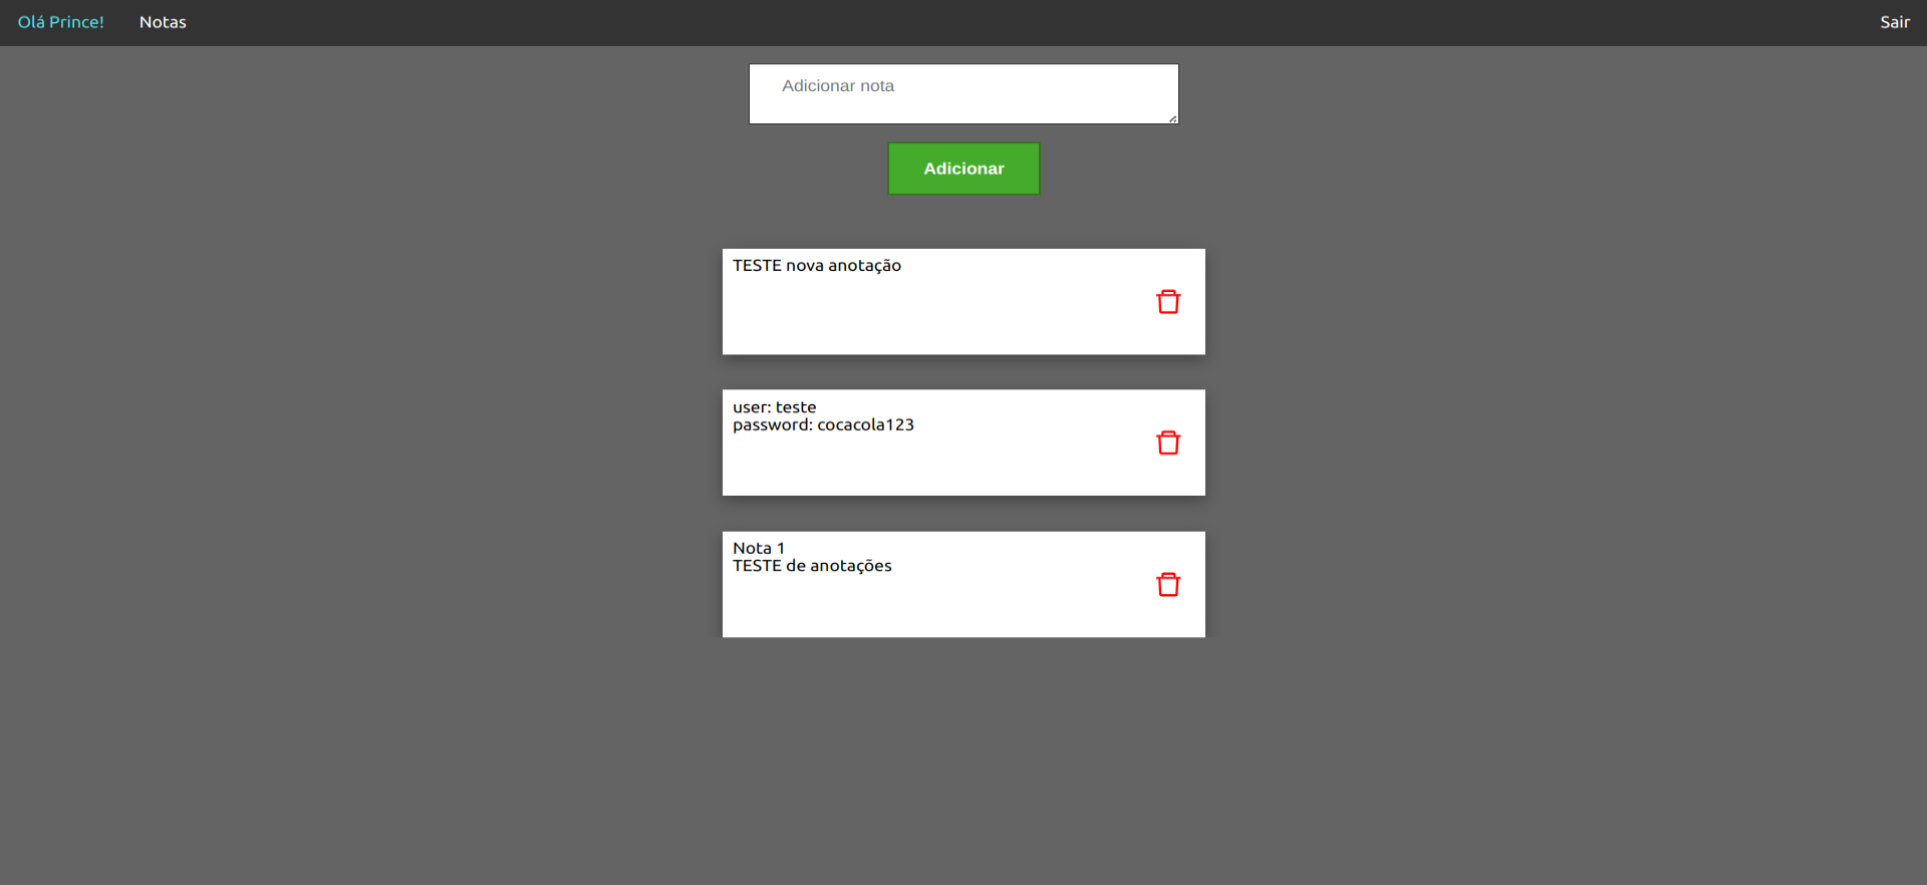 Olá Prince! Notas Sair
Adicionar nota
Adicionar
TESTE nova anotação
user: teste
password: cocacola123
Nota 1
TESTE de anotações